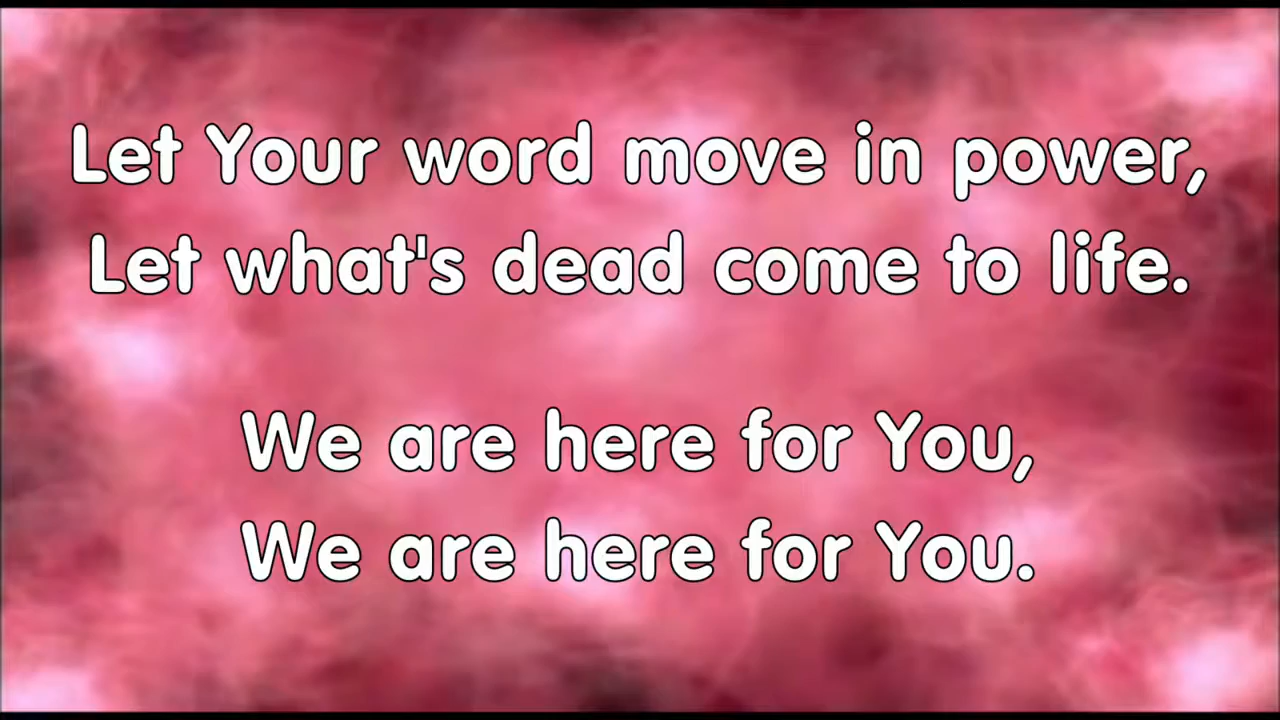 Let Your word move in power,
Let what's dead come to life.
We are here for You,
We are here for You.